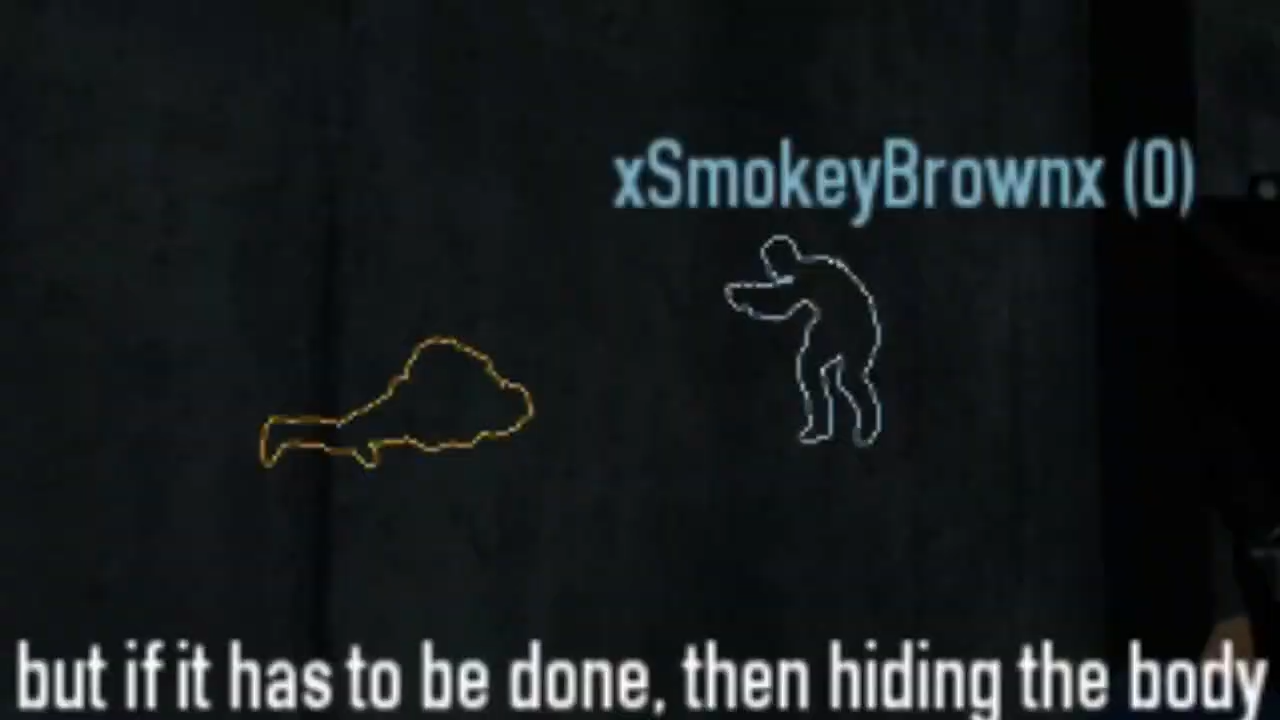 xSmokeyBrownx (0)
but if it has to be done, then hiding the body